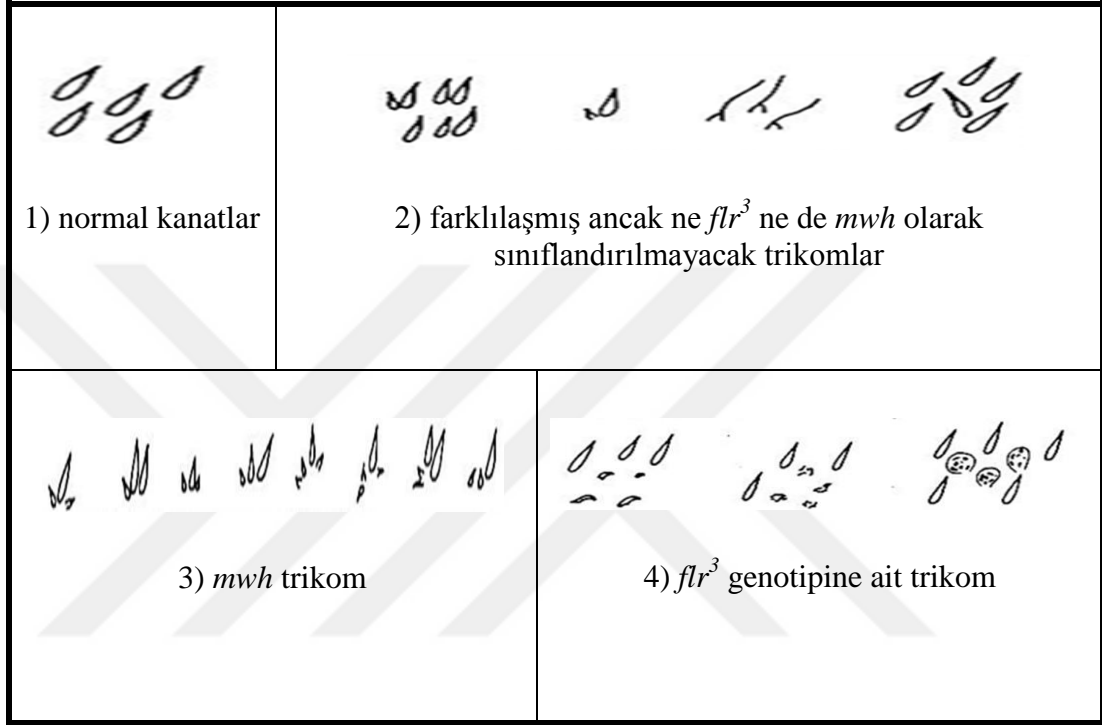 1) normal kanatlar
2) farklılaşmış ancak ne flr³ ne de mwh olarak
sınıflandırılmayacak trikomlar
3) mwh trikom
4) flr³ genotipine ait trikom